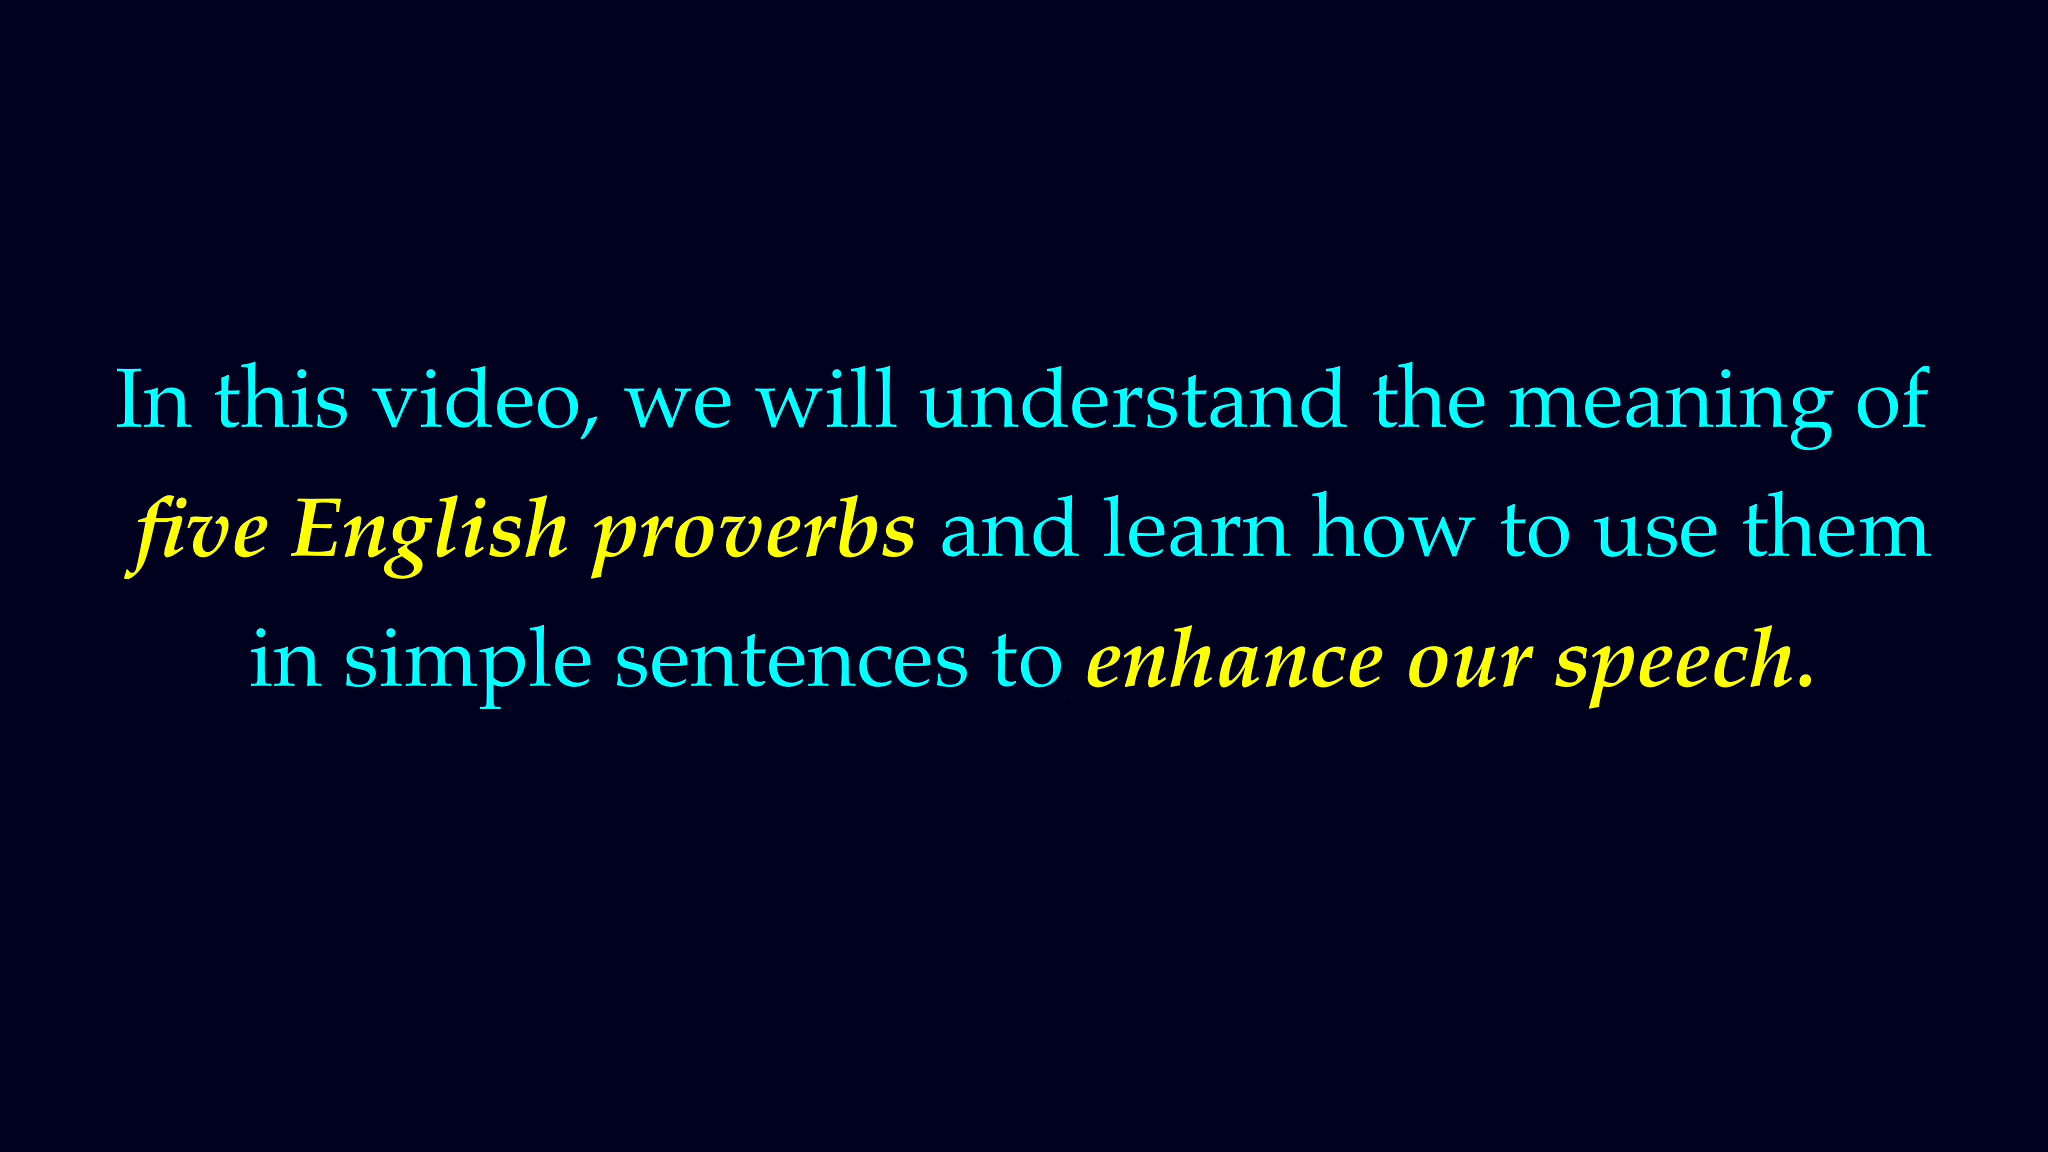 In this video, we will understand the meaning of
five English proverbs and learn how to use them
in simple sentences to enhance our speech.